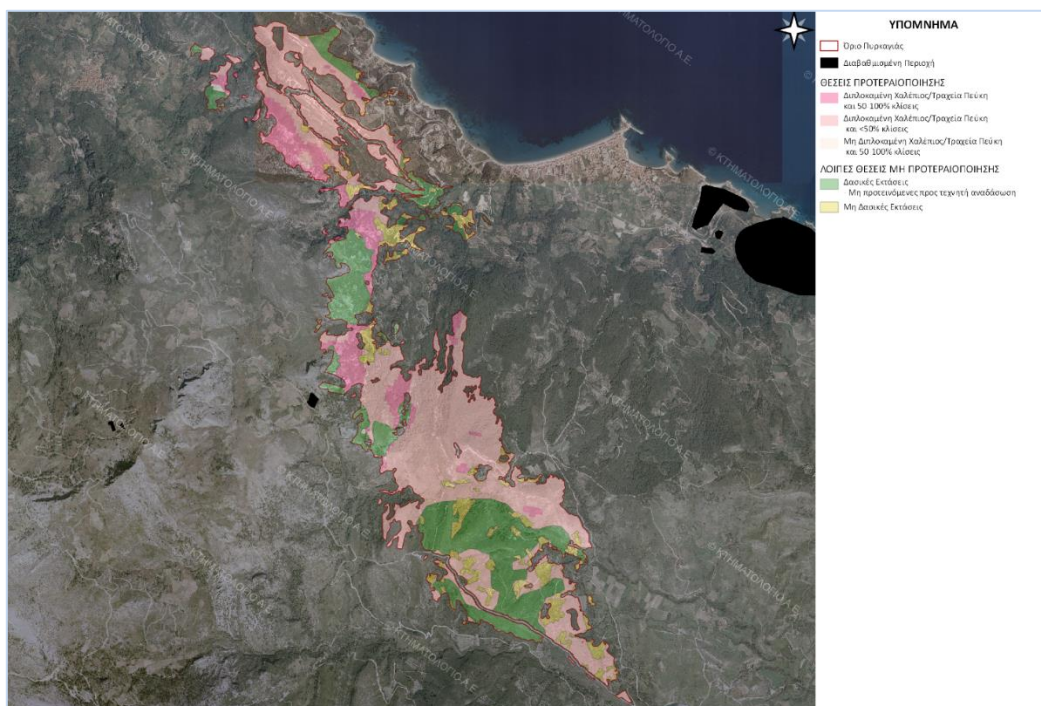 ΥΠΟΜΝΗΜΑ
Όριο Πυρκαγιάς
Διαβαθμισμένη Περιοχή
ΘΕΣΕΙΣ ΠΡΟΤΕΡΑΙΟΠΟΙΗΣΗΣ
Διπλοκαμένη Χαλέπιος/Τραχεία Πεύκη
και 50-100% κλίσεις
Διπλοκαμένη Χαλέπιος/Τραχεία Πεύκη
και <50% κλίσεις
Μη Διπλοκαμένη Χαλέπιος/Τραχεία Πεύκη
και 50-100% κλίσεις
ΛΟΙΠΕΣ ΘΕΣΕΙΣ ΜΗ ΠΡΟΤΕΡΑΙΟΠΟΙΗΣΗΣ
Δασικές Εκτάσεις
Μη προτεινόμενες προς τεχνητή αναδάσωση
Μη Δασικές Εκτάσεις
© ΚΤΗΜΑΤΟΛΟΓΙΟ Α.Ε.